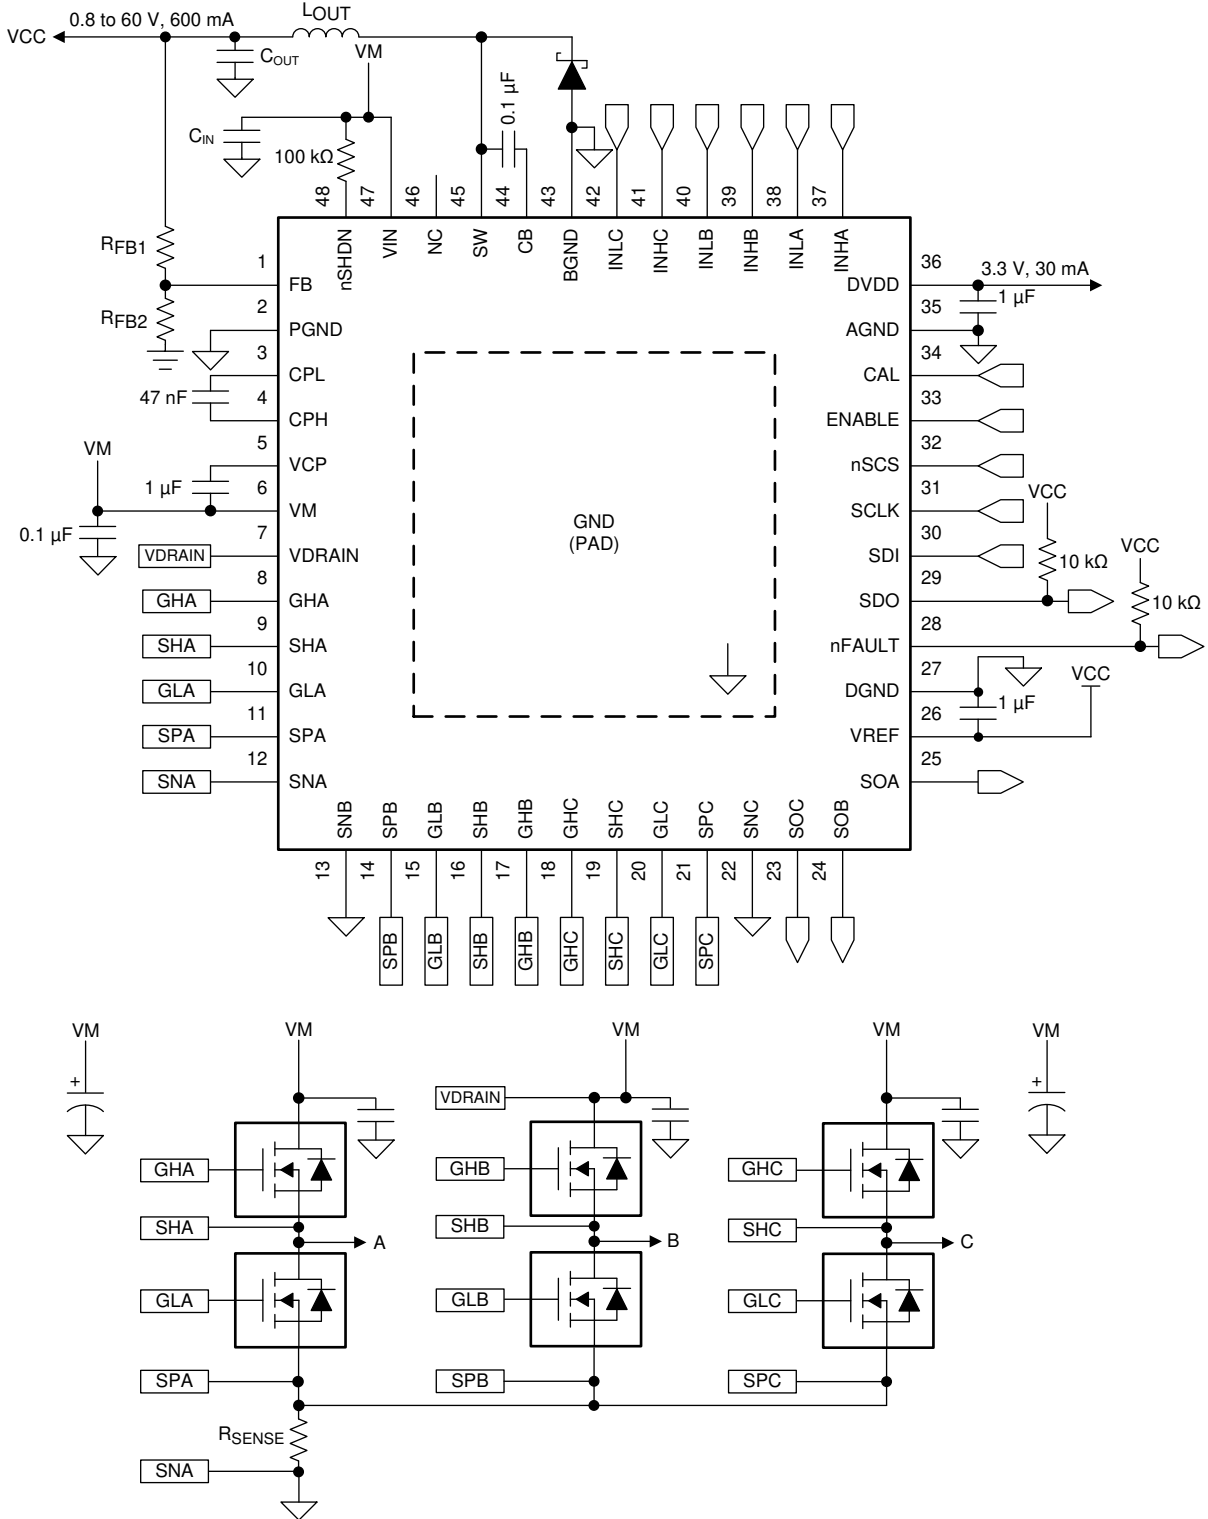 0.8 to 60 V, 600 mA
LOUT
VCC
COUT
VM
0.1 µF
CIN
100 kΩ
48
47
46
45
44
43
42
41
40
39
38
37
nSHDN
VIN
NC
SW
CB
BGND
INLC
INHC
INLB
INHB
INLA
INHA
RFB1
RFB2
1
FB
2
PGND
3
CPL
47 nF
4
CPH
5
VCP
VM
1 µF
6
VM
0.1 µF
7
VDRAIN
VDRAIN
8
GHA
GHA
9
SHA
SHA
10
GLA
GLA
11
SPA
SPA
12
SNA
SNA
GND
(PAD)
36
3.3 V, 30 mA
DVDD
1 µF
35
AGND
34
CAL
33
ENABLE
32
nSCS
31
VCC
SCLK
30
VCC
SDI
10 kΩ
29
SDO
10 kΩ
28
nFAULT
27
DGND
VCC
1 µF
26
VREF
25
SOA
SNB
SPB
GLB
SHB
GHB
GHC
SHC
GLC
SPC
SNC
SOC
SOB
13
14
15
16
17
18
19
20
21
22
23
24
SPB
GLB
SHB
GHB
GHC
SHC
GLC
SPC
VM
VM
VM
VM
VM
+
+
VDRAIN
GHA
GHB
GHC
SHA
SHB
SHC
A
B
C
GLA
GLB
GLC
SPA
SPB
SPC
RSENSE
SNA